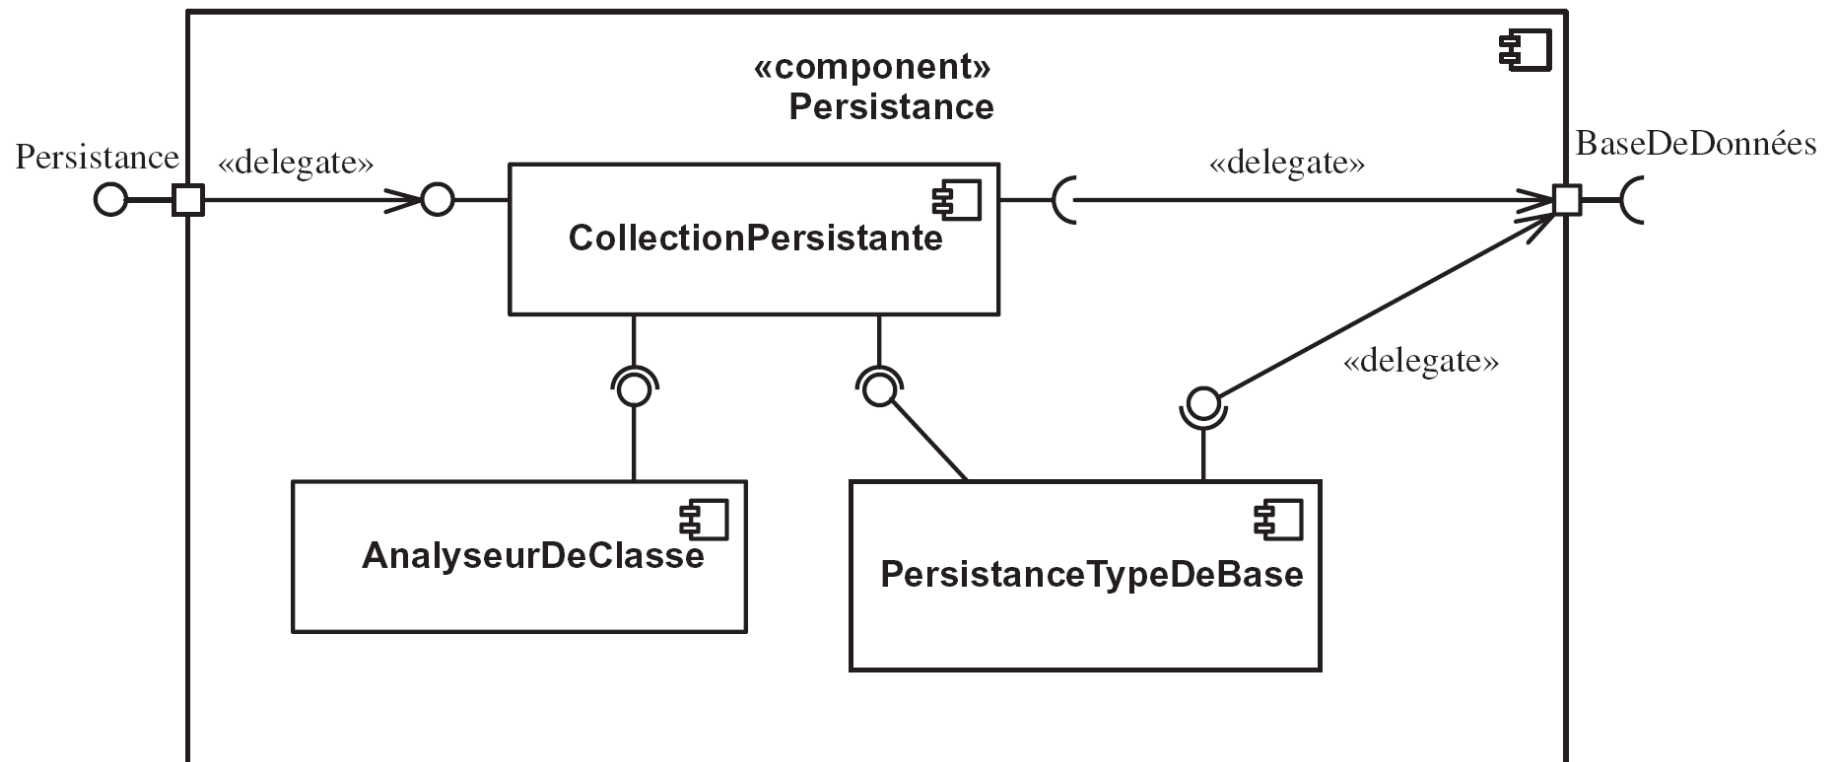 «component»
Persistance
Persistance
«delegate»
«delegate»
BaseDeDonnées
CollectionPersistante
«delegate»
AnalyseurDeClasse
PersistanceTypeDeBase